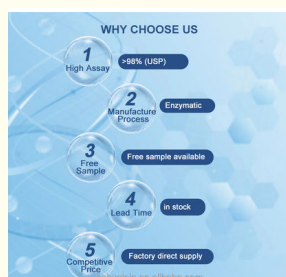 WHY CHOOSE US
1
High Assay
>98% (USP)
2
Manufacture
Process
Enzymatic
3
Free
Sample
Free sample available
4
Lead Time
in stock
5
Competitive
Price
Factory direct supply